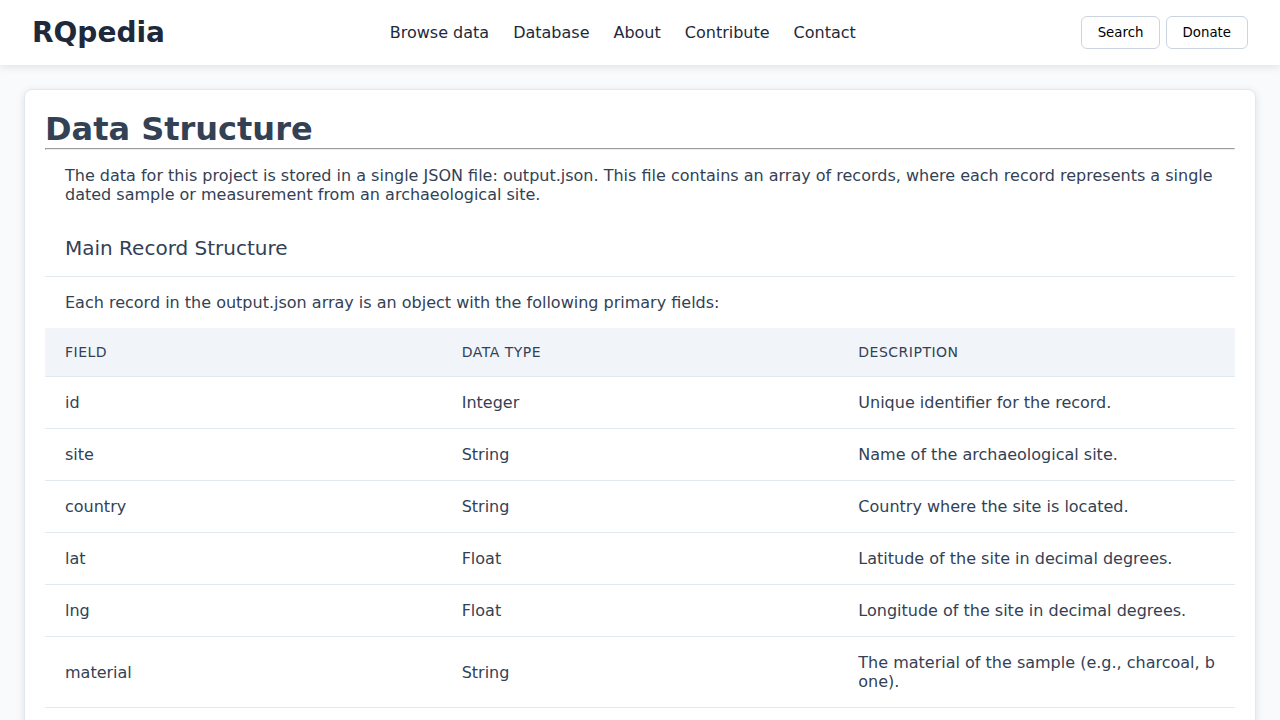 RQpedia
Browse data Database About Contribute Contact
Search Donate
Data Structure
The data for this project is stored in a single JSON file: output.json. This file contains an array of records, where each record represents a single
dated sample or measurement from an archaeological site.
Main Record Structure
Each record in the output.json array is an object with the following primary fields:
FIELD DATA TYPE DESCRIPTION
id Integer Unique identifier for the record.
site String Name of the archaeological site.
country String Country where the site is located.
lat Float Latitude of the site in decimal degrees.
lng Float Longitude of the site in decimal degrees.
material String The material of the sample (e.g., charcoal, b
one).